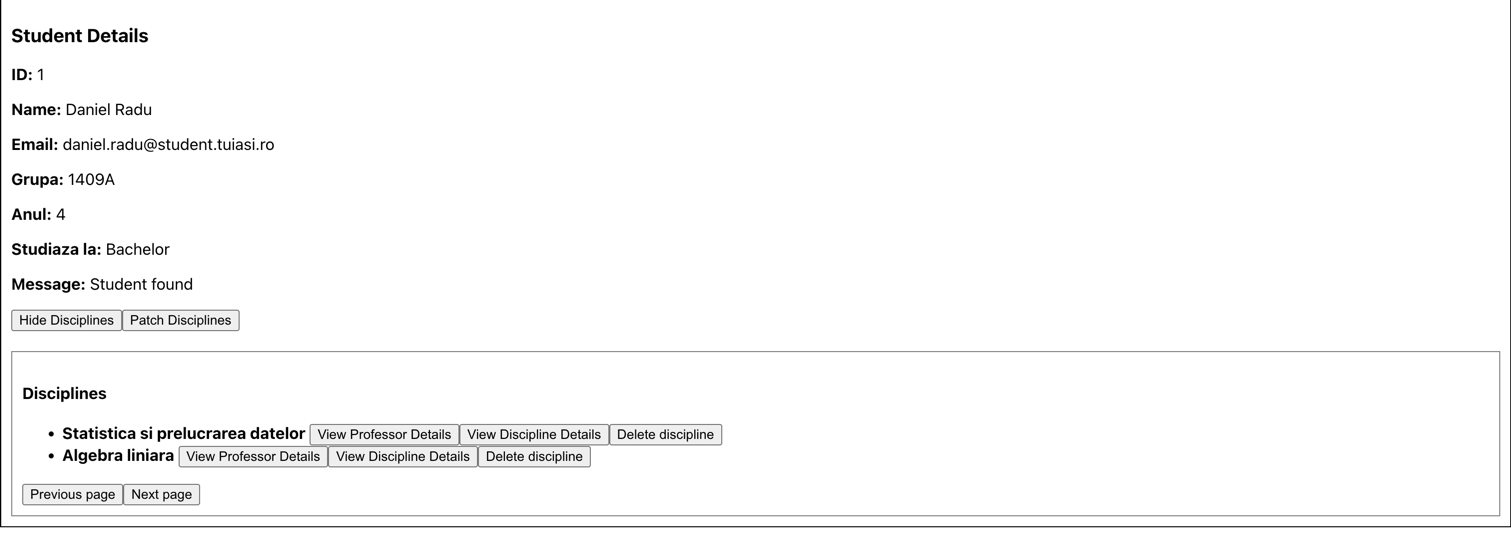 Student Details
ID: 1
Name: Daniel Radu
Email: daniel.radu@student.tuiasi.ro
Grupa: 1409A
Anul: 4
Studiaza la: Bachelor
Message: Student found
Hide Disciplines Patch Disciplines
Disciplines
• Statistica si prelucrarea datelor View Professor Details View Discipline Details Delete discipline
• Algebra liniara View Professor Details View Discipline Details Delete discipline
Previous page Next page